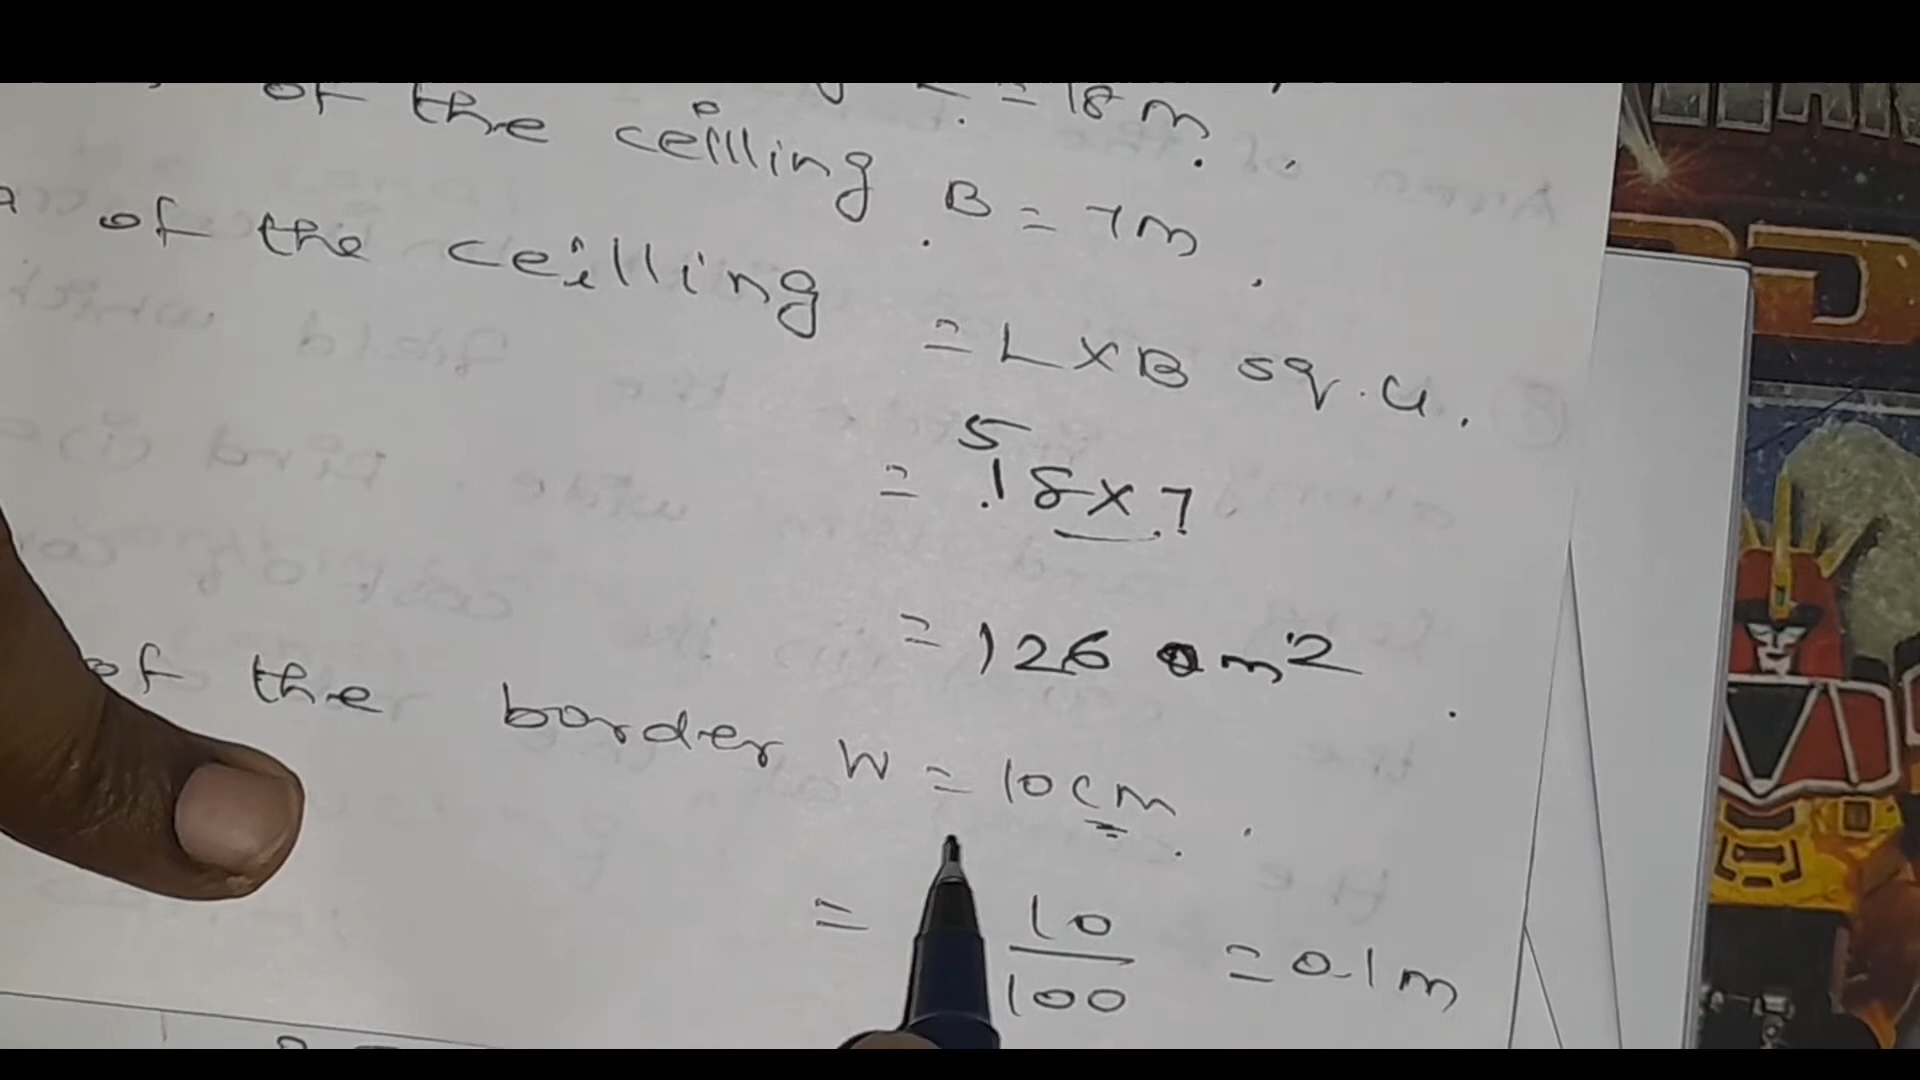 of the ceilling L = 18 m.
of the ceilling B = 7m.
of the ceilling
= L X B sq.u.
5
= 18 x 7
= 126 m2
of the border W = 10cm.
= 10/100 = 0.1m